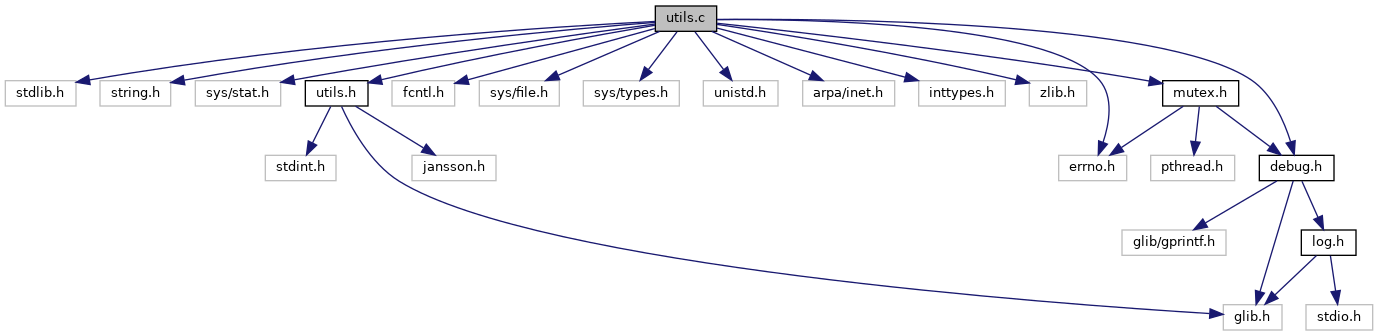 utils.c
stdlib.h
string.h
sys/stat.h
utils.h
fcntl.h
sys/file.h
sys/types.h
unistd.h
arpa/inet.h
inttypes.h
zlib.h
mutex.h
stdint.h
jansson.h
errno.h
pthread.h
debug.h
glib/gprintf.h
log.h
glib.h
stdio.h